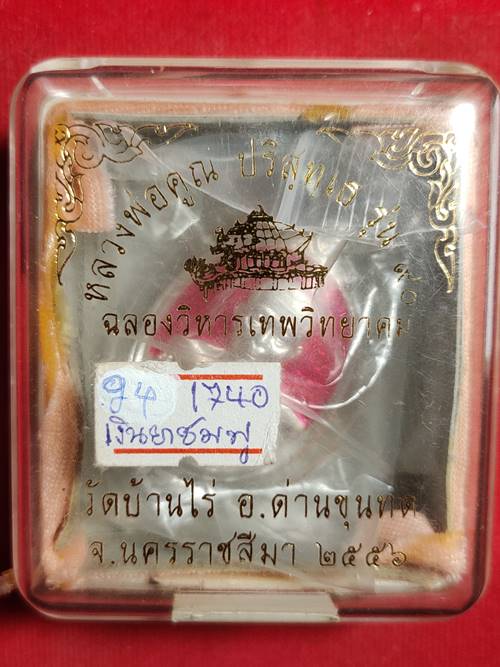 หลวงพ่อคูณ ปริสุทโธ รุ่น ๙๐
ฉลองวิหารเทพวิทยาคม
94 1740
เงินยาชมพู
วัดบ้านไร่ อ.ด่านขุนทด
จ.นครราชสีมา ๒๕๕๖